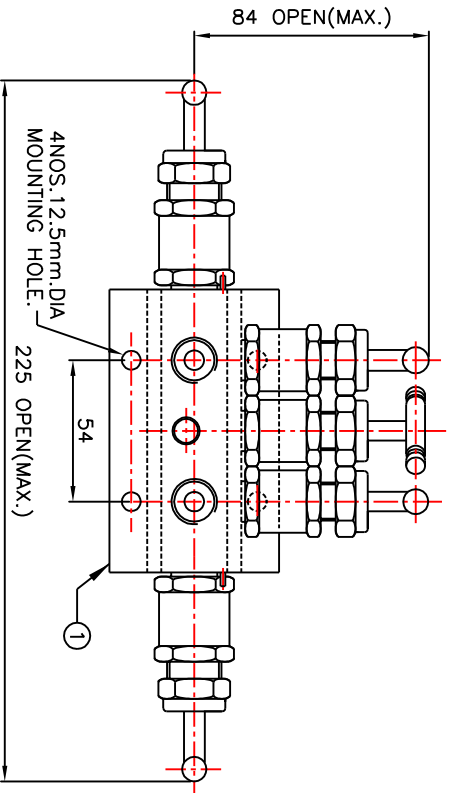 84 OPEN(MAX.)
4NOS.12.5mm.DIA
MOUNTING HOLE.
54
225 OPEN(MAX.)
1